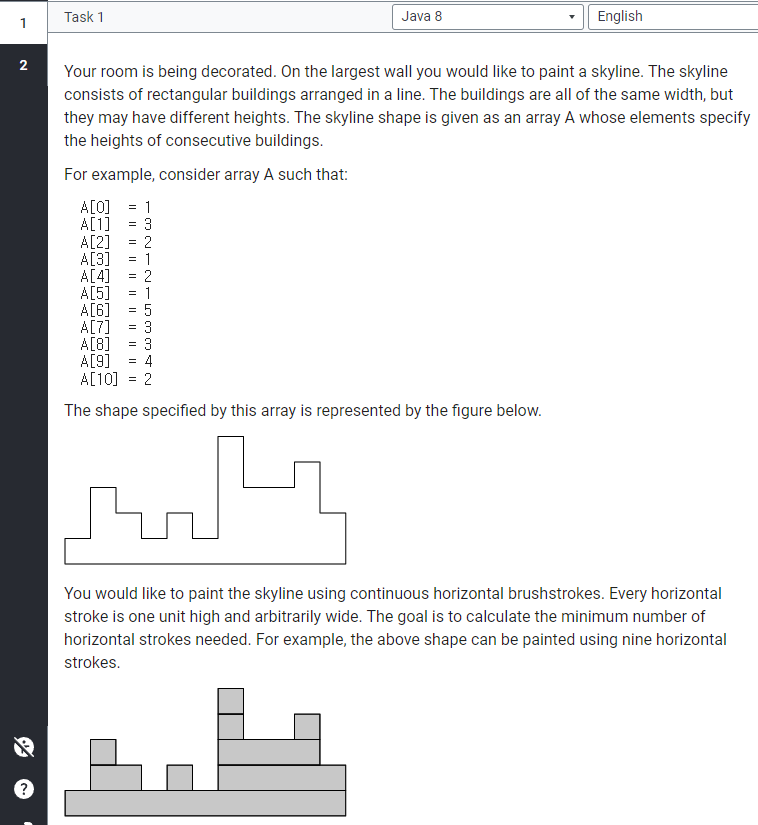 1
Task 1
Java 8
English
2
Your room is being decorated. On the largest wall you would like to paint a skyline. The skyline
consists of rectangular buildings arranged in a line. The buildings are all of the same width, but
they may have different heights. The skyline shape is given as an array A whose elements specify
the heights of consecutive buildings.
For example, consider array A such that:
A[0] = 1
A[1] = 3
A[2] = 2
A[3] = 1
A[4] = 2
A[5] = 1
A[6] = 5
A[7] = 3
A[8] = 3
A[9] = 4
A[10] = 2
The shape specified by this array is represented by the figure below.
You would like to paint the skyline using continuous horizontal brushstrokes. Every horizontal
stroke is one unit high and arbitrarily wide. The goal is to calculate the minimum number of
horizontal strokes needed. For example, the above shape can be painted using nine horizontal
strokes.
?